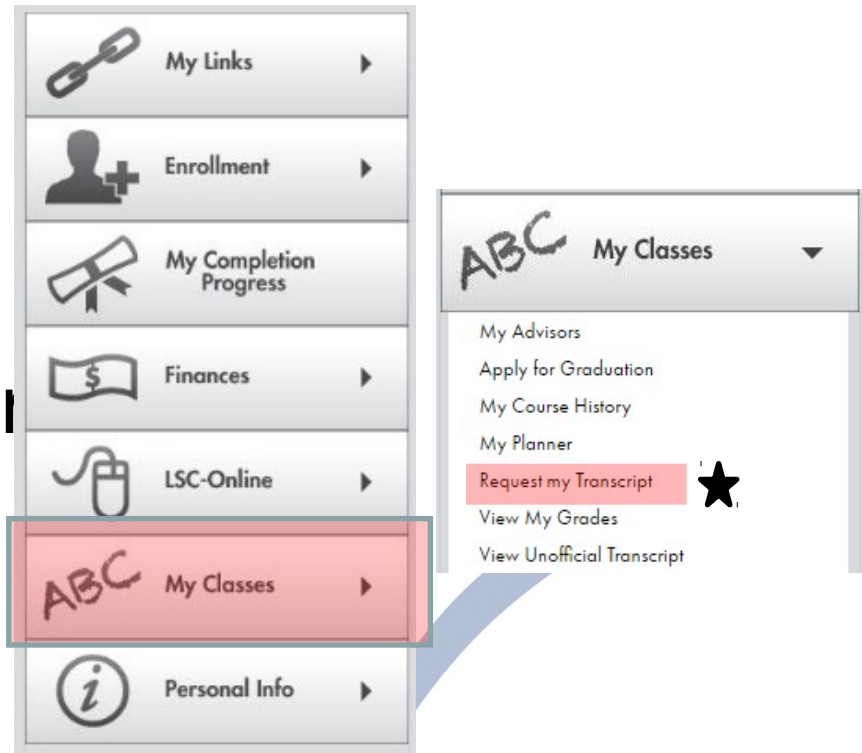 My Links
Enrollment
My Completion
Progress
Finances
LSC-Online
ABC My Classes
Personal Info
ABC My Classes
My Advisors
Apply for Graduation
My Course History
My Planner
Request my Transcript
View My Grades
View Unofficial Transcript